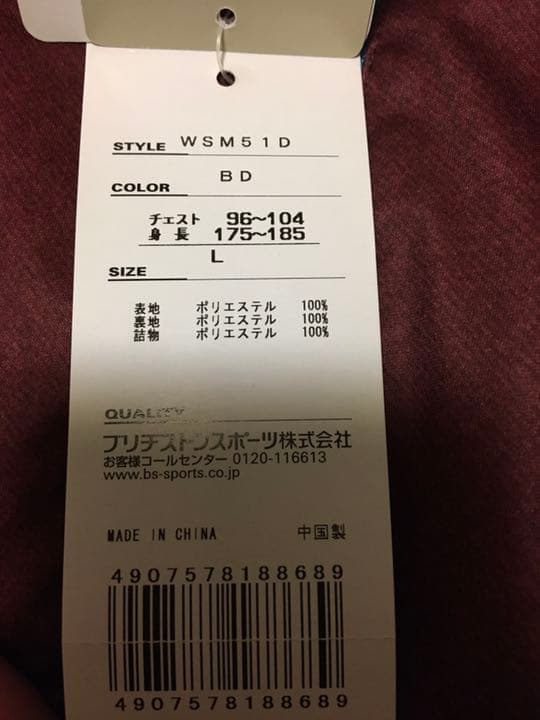 STYLE WSM51D
COLOR BD
チェスト 96~104
身長 175~185
SIZE L
表地 ポリエステル 100%
裏地 ポリエステル 100%
詰物 ポリエステル 100%
QUALITY
ブリヂストンスポーツ株式会社
お客様コールセンター 0120-116613
www.bs-sports.co.jp
MADE IN CHINA 中国製
4907578188689
4907578188689